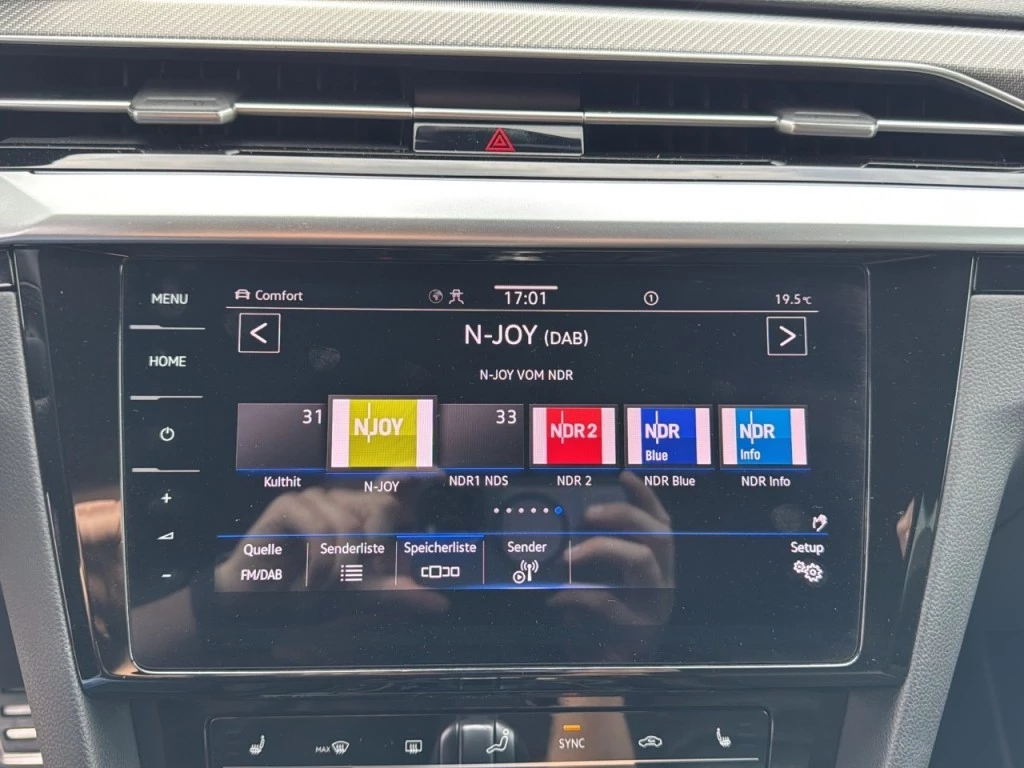 MENU
HOME
+
-
Comfort
17:01
1
19.5°C
<
N-JOY (DAB)
>
N-JOY VOM NDR
31
N-JOY
33
NDR 2
NDR
Blue
NDR
Info
Kulthit
N-JOY
NDR1 NDS
NDR 2
NDR Blue
NDR Info
Quelle
Senderliste
Speicherliste
Sender
Setup
FM/DAB
MAX
SYNC